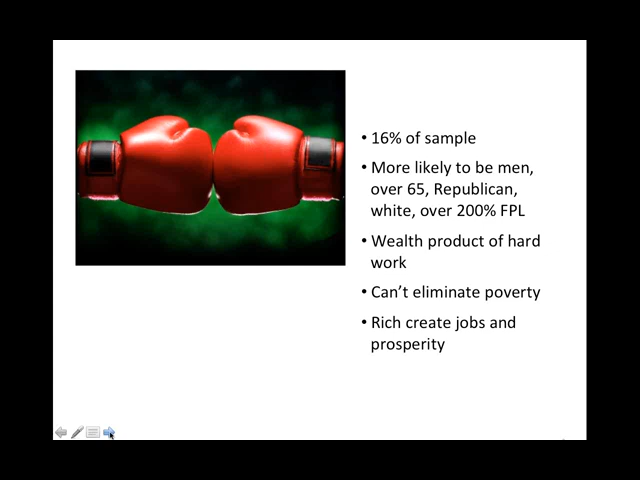 • 16% of sample
• More likely to be men,
over 65, Republican,
white, over 200% FPL
• Wealth product of hard
work
• Can’t eliminate poverty
• Rich create jobs and
prosperity